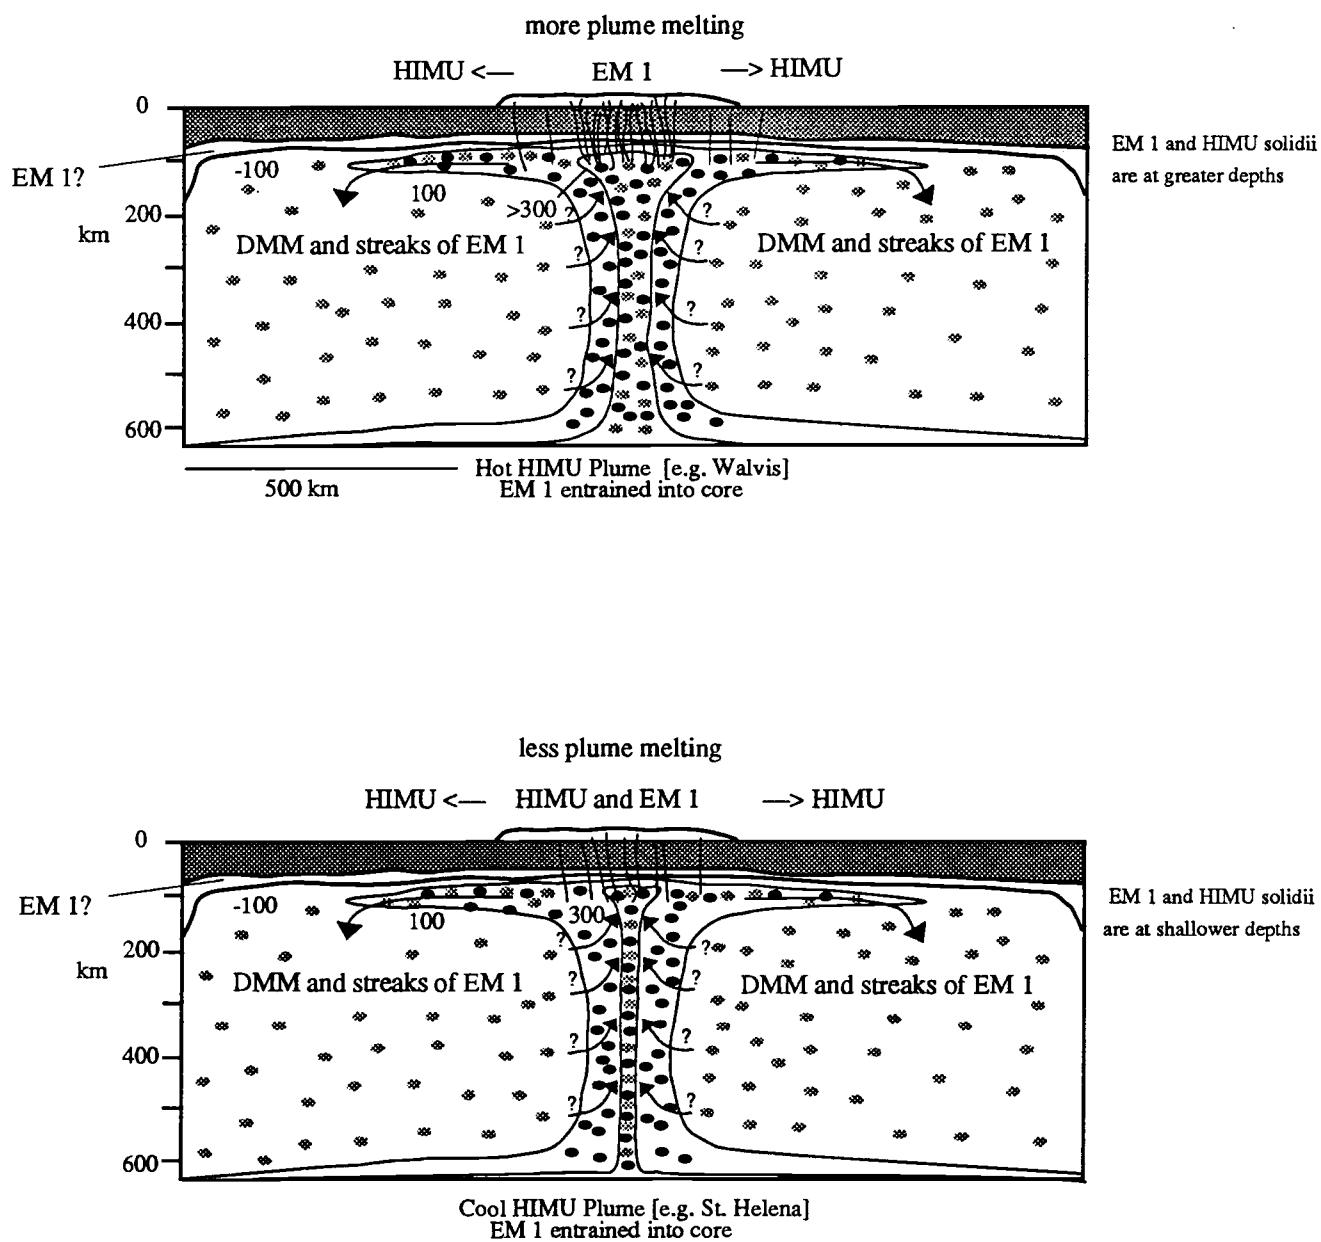 more plume melting
HIMU <— EM 1 —> HIMU
0
EM 1 and HIMU solidii
are at greater depths
EM 1?
-100
100
>300
?
?
200
km
DMM and streaks of EM 1
DMM and streaks of EM 1
?
?
400
?
?
?
?
600
Hot HIMU Plume [e.g. Walvis]
EM 1 entrained into core
500 km
less plume melting
HIMU <— HIMU and EM 1 —> HIMU
0
EM 1 and HIMU solidii
are at shallower depths
EM 1?
-100
100
300
?
?
200
km
DMM and streaks of EM 1
DMM and streaks of EM 1
?
?
400
?
?
?
?
600
Cool HIMU Plume [e.g. St. Helena]
EM 1 entrained into core